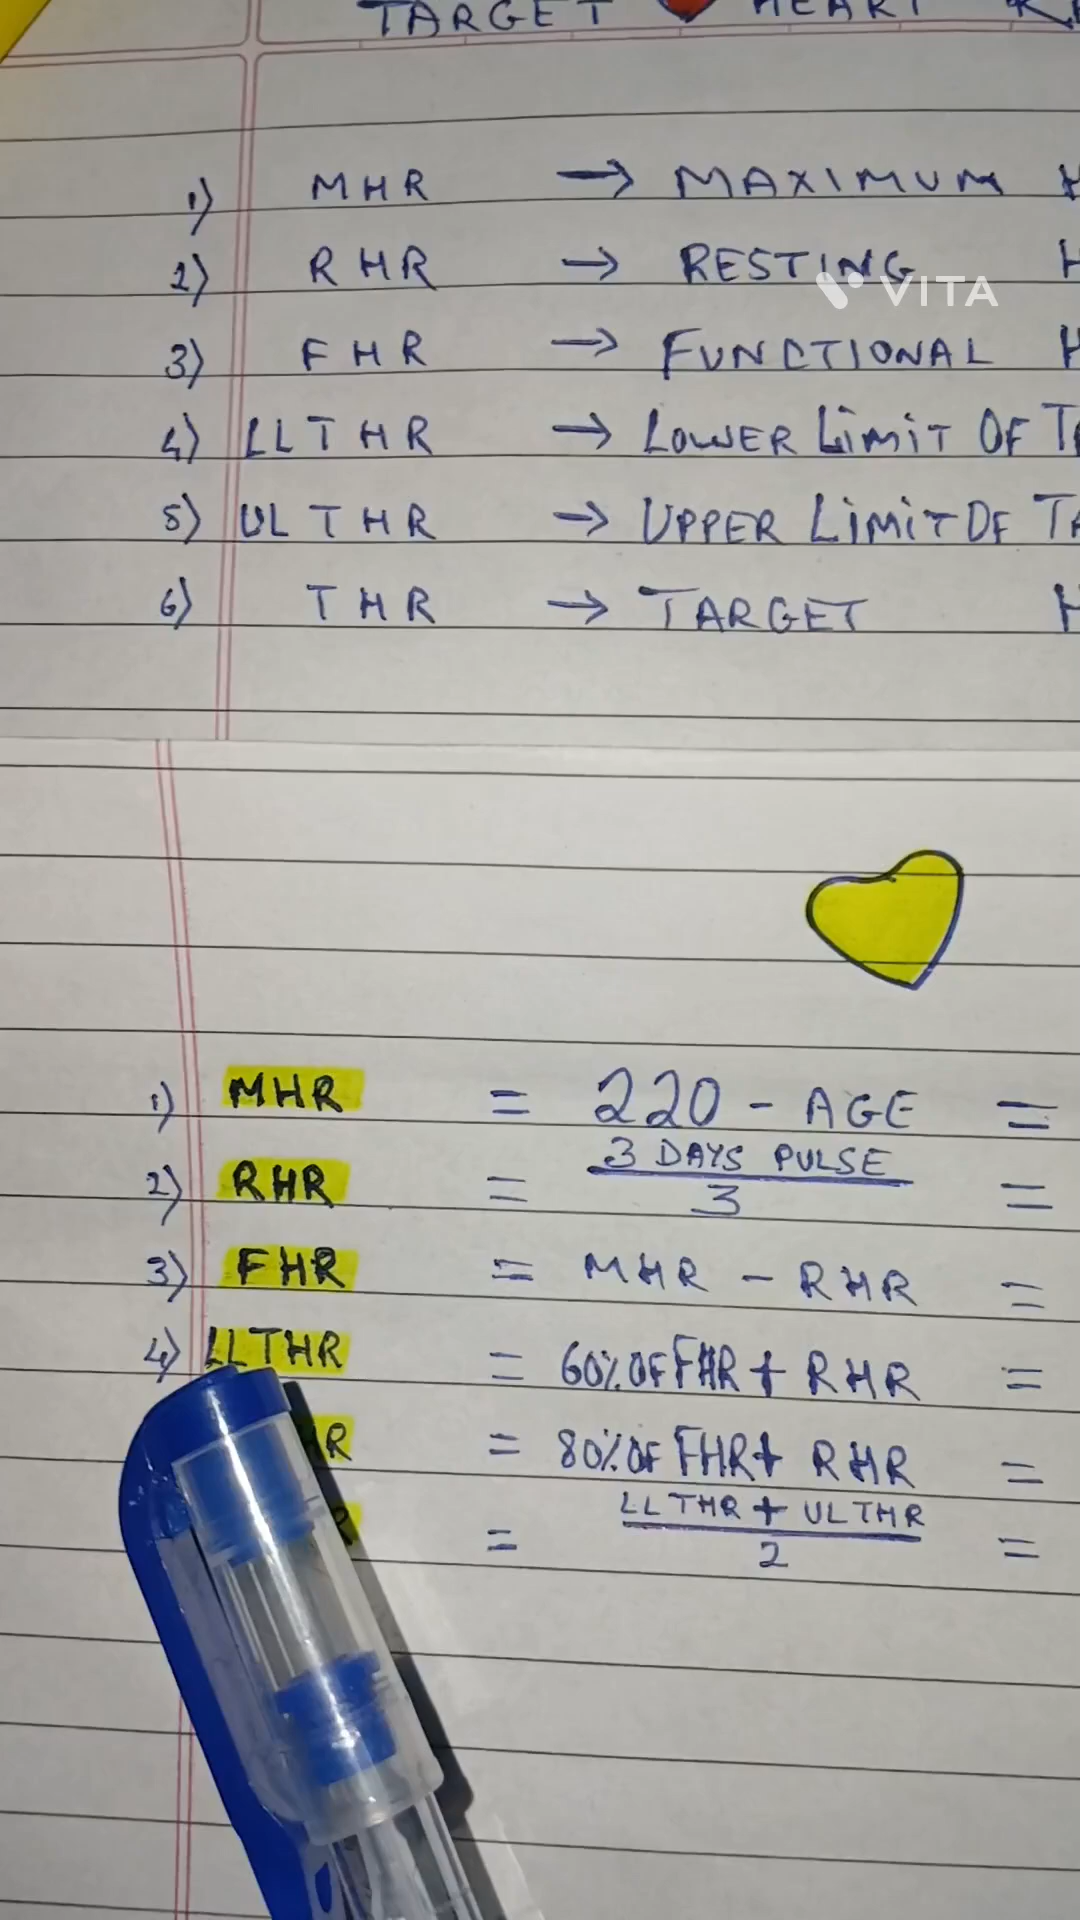 TARGET HEART
1) MHR → MAXIMUM
2) RHR → RESTING
VITA
3) FHR → FUNCTIONAL
4) LLTHR → LOWER LIMIT OF
5) ULTHR → UPPER LIMIT OF
6) THR → TARGET
1) MHR = 220 - AGE =
2) RHR = 3 DAYS PULSE / 3 =
3) FHR = MHR - RHR =
4) LLTHR = 60% OF FHR + RHR =
= 80% OF FHR + RHR =
= LLTHR + ULTHR / 2 =